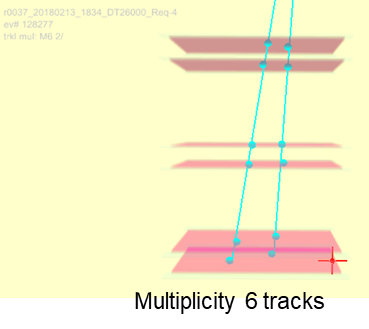 r0037_20180213_1834_DT26000_Req-4
ev# 128277
trkl mul: M6 2/
Multiplicity 6 tracks